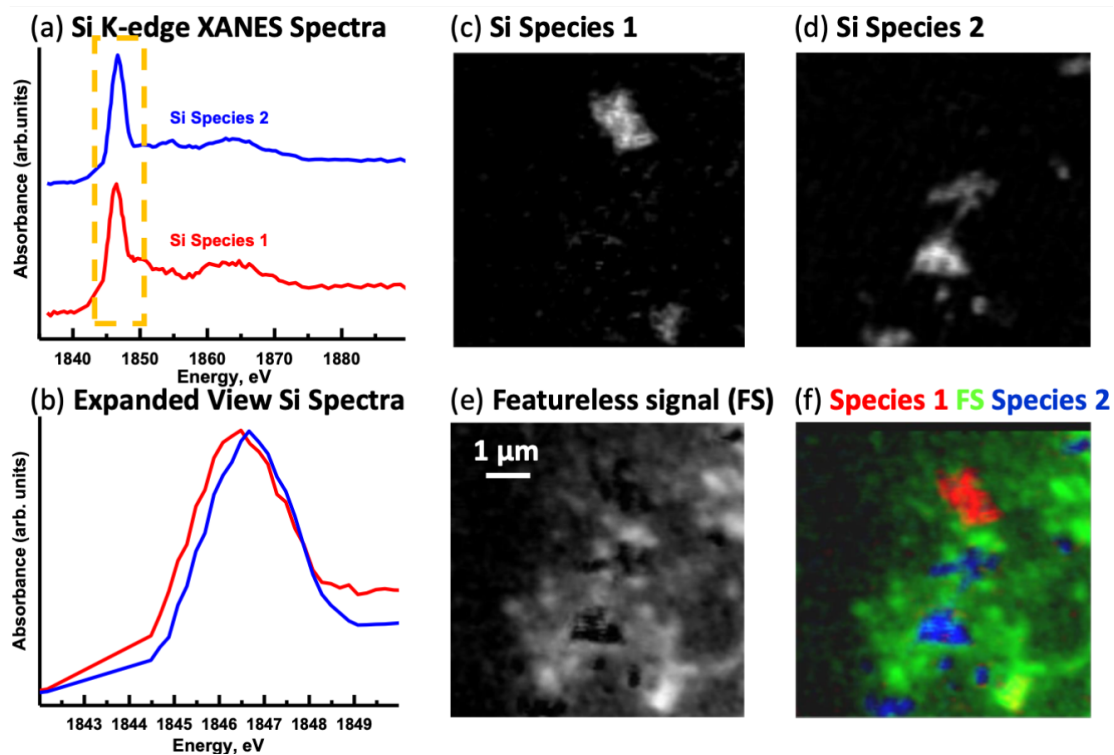 (a) Si K-edge XANES Spectra
Absorbance (arb.units)
Si Species 2
Si Species 1
1840 1850 1860 1870 1880
Energy, eV
(b) Expanded View Si Spectra
Absorbance (arb. units)
1843 1844 1845 1846 1847 1848 1849
Energy, eV
(c) Si Species 1
(d) Si Species 2
(e) Featureless signal (FS)
1 µm
(f) Species 1 FS Species 2